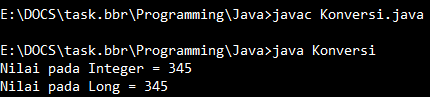 E:\DOCS\task.bbr\Programming\Java>javac Konversi.java
E:\DOCS\task.bbr\Programming\Java>java Konversi
Nilai pada Integer = 345
Nilai pada Long = 345